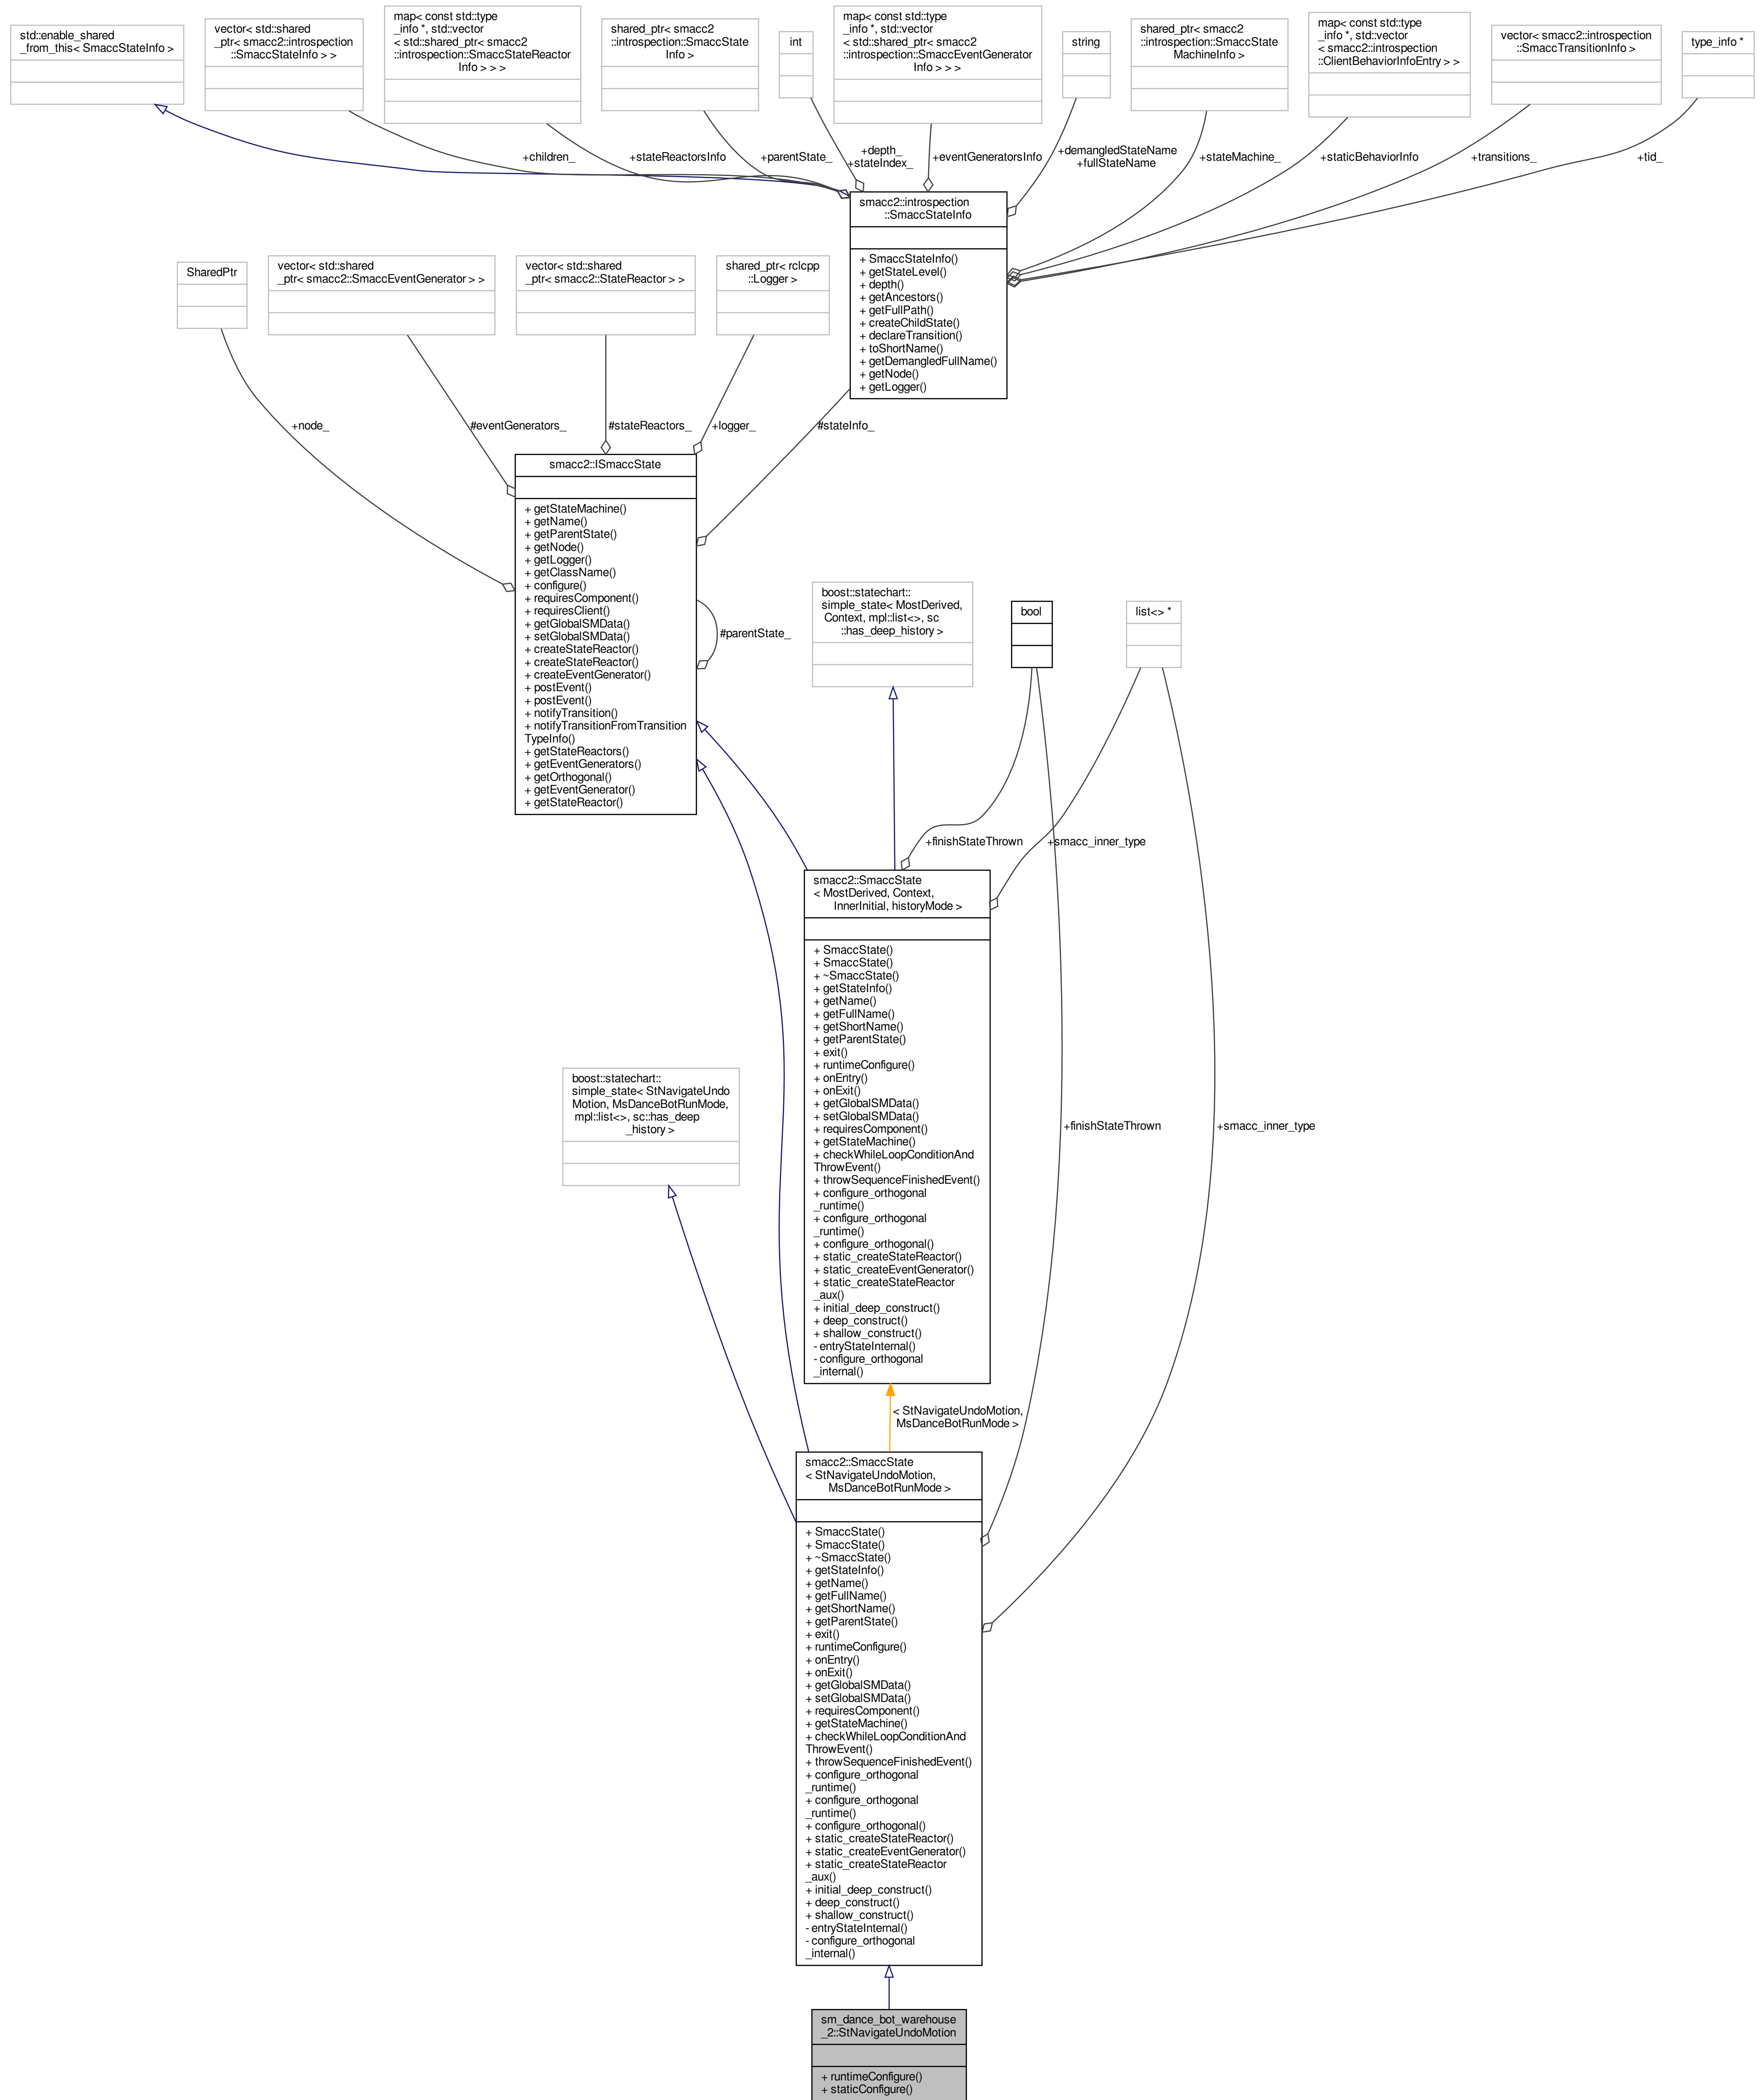 std::enable_shared
_from_this< SmaccStateInfo >
vector< std::shared
_ptr< smacc2::introspection
::SmaccStateInfo > >
map< const std::type
_info *, std::vector
< std::shared_ptr< smacc2
::introspection::SmaccStateReactor
Info > > >
shared_ptr< smacc2
::introspection::SmaccState
Info >
int
map< const std::type
_info *, std::vector
< std::shared_ptr< smacc2
::introspection::SmaccEventGenerator
Info > > >
string
shared_ptr< smacc2
::introspection::SmaccState
MachineInfo >
map< const std::type
_info *, std::vector
< smacc2::introspection
::ClientBehaviorInfoEntry > >
vector< smacc2::introspection
::SmaccTransitionInfo >
type_info *
+children_
+stateReactorsInfo
+parentState_
+depth_
+stateIndex_
+eventGeneratorsInfo
+demangledStateName
+fullStateName
+stateMachine_
+staticBehaviorInfo
+transitions_
+tid_
smacc2::introspection
::SmaccStateInfo
+ SmaccStateInfo()
+ getStateLevel()
+ depth()
+ getAncestors()
+ getFullPath()
+ createChildState()
+ declareTransition()
+ toShortName()
+ getDemangledFullName()
+ getNode()
+ getLogger()
SharedPtr
vector< std::shared
_ptr< smacc2::SmaccEventGenerator > >
vector< std::shared
_ptr< smacc2::StateReactor > >
shared_ptr< rclcpp
::Logger >
+node_
#eventGenerators_
#stateReactors_
+logger_
#stateInfo_
smacc2::ISmaccState
+ getStateMachine()
+ getName()
+ getParentState()
+ getNode()
+ getLogger()
+ getClassName()
+ configure()
+ requiresComponent()
+ requiresClient()
+ getGlobalSMData()
+ setGlobalSMData()
+ createStateReactor()
+ createStateReactor()
+ createEventGenerator()
+ postEvent()
+ postEvent()
+ notifyTransition()
+ notifyTransitionFromTransition
TypeInfo()
+ getStateReactors()
+ getEventGenerators()
+ getOrthogonal()
+ getEventGenerator()
+ getStateReactor()
#parentState_
boost::statechart::
simple_state< MostDerived,
Context, mpl::list<>, sc
::has_deep_history >
bool
list<> *
+finishStateThrown
+smacc_inner_type
smacc2::SmaccState
< MostDerived, Context,
InnerInitial, historyMode >
+ SmaccState()
+ SmaccState()
+ ~SmaccState()
+ getStateInfo()
+ getName()
+ getFullName()
+ getShortName()
+ getParentState()
+ exit()
+ runtimeConfigure()
+ onEntry()
+ onExit()
+ getGlobalSMData()
+ setGlobalSMData()
+ requiresComponent()
+ getStateMachine()
+ checkWhileLoopConditionAnd
ThrowEvent()
+ throwSequenceFinishedEvent()
+ configure_orthogonal
_runtime()
+ configure_orthogonal
_runtime()
+ configure_orthogonal()
+ static_createStateReactor()
+ static_createEventGenerator()
+ static_createStateReactor
_aux()
+ initial_deep_construct()
+ deep_construct()
+ shallow_construct()
- entryStateInternal()
- configure_orthogonal
_internal()
boost::statechart::
simple_state< StNavigateUndo
Motion, MsDanceBotRunMode,
mpl::list<>, sc::has_deep
_history >
+finishStateThrown
+smacc_inner_type
< StNavigateUndoMotion,
MsDanceBotRunMode >
smacc2::SmaccState
< StNavigateUndoMotion,
MsDanceBotRunMode >
+ SmaccState()
+ SmaccState()
+ ~SmaccState()
+ getStateInfo()
+ getName()
+ getFullName()
+ getShortName()
+ getParentState()
+ exit()
+ runtimeConfigure()
+ onEntry()
+ onExit()
+ getGlobalSMData()
+ setGlobalSMData()
+ requiresComponent()
+ getStateMachine()
+ checkWhileLoopConditionAnd
ThrowEvent()
+ throwSequenceFinishedEvent()
+ configure_orthogonal
_runtime()
+ configure_orthogonal
_runtime()
+ configure_orthogonal()
+ static_createStateReactor()
+ static_createEventGenerator()
+ static_createStateReactor
_aux()
+ initial_deep_construct()
+ deep_construct()
+ shallow_construct()
- entryStateInternal()
- configure_orthogonal
_internal()
sm_dance_bot_warehouse
_2::StNavigateUndoMotion
+ runtimeConfigure()
+ staticConfigure()